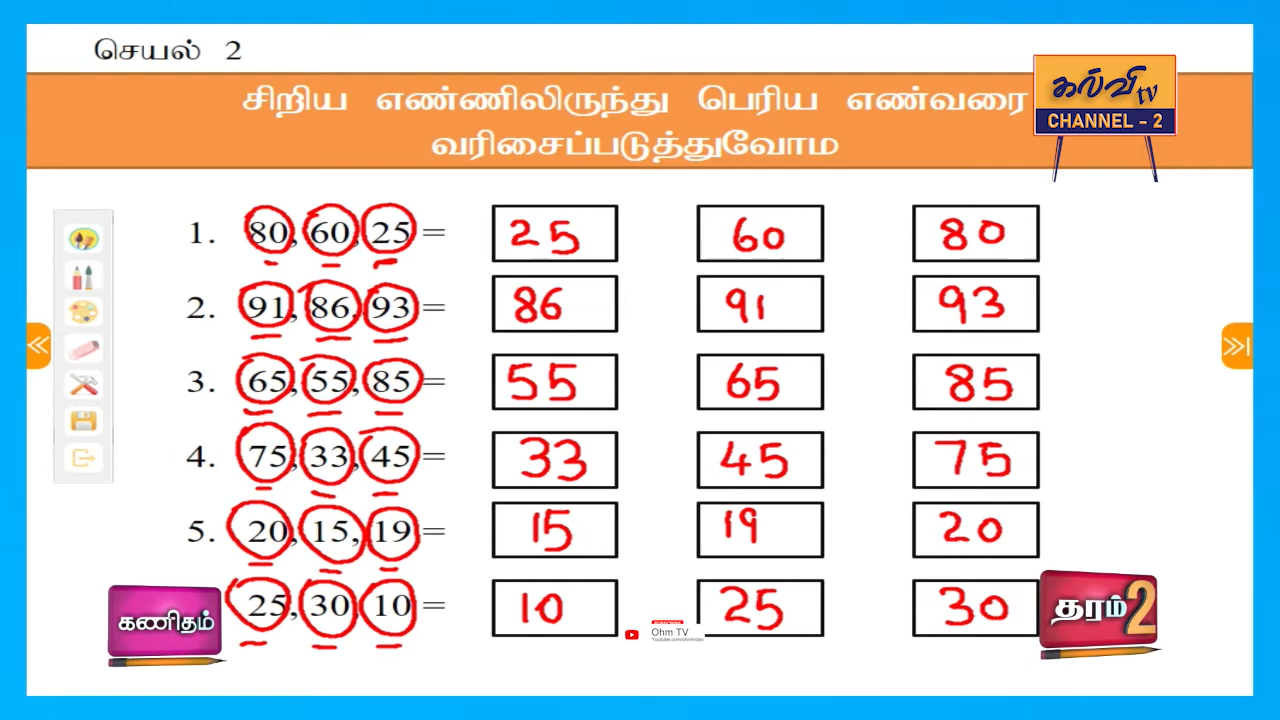 செயல் 2
சிறிய எண்ணிலிருந்து பெரிய எண்வரை
வரிசைப்படுத்துவோம
கல்வி TV
CHANNEL - 2
1. 80, 60, 25 = 25 60 80
2. 91, 86, 93 = 86 91 93
3. 65, 55, 85 = 55 65 85
4. 75, 33, 45 = 33 45 75
5. 20, 15, 19 = 15 19 20
25, 30, 10 = 10 25 30
கணிதம்
தரம் 2
Ohm TV